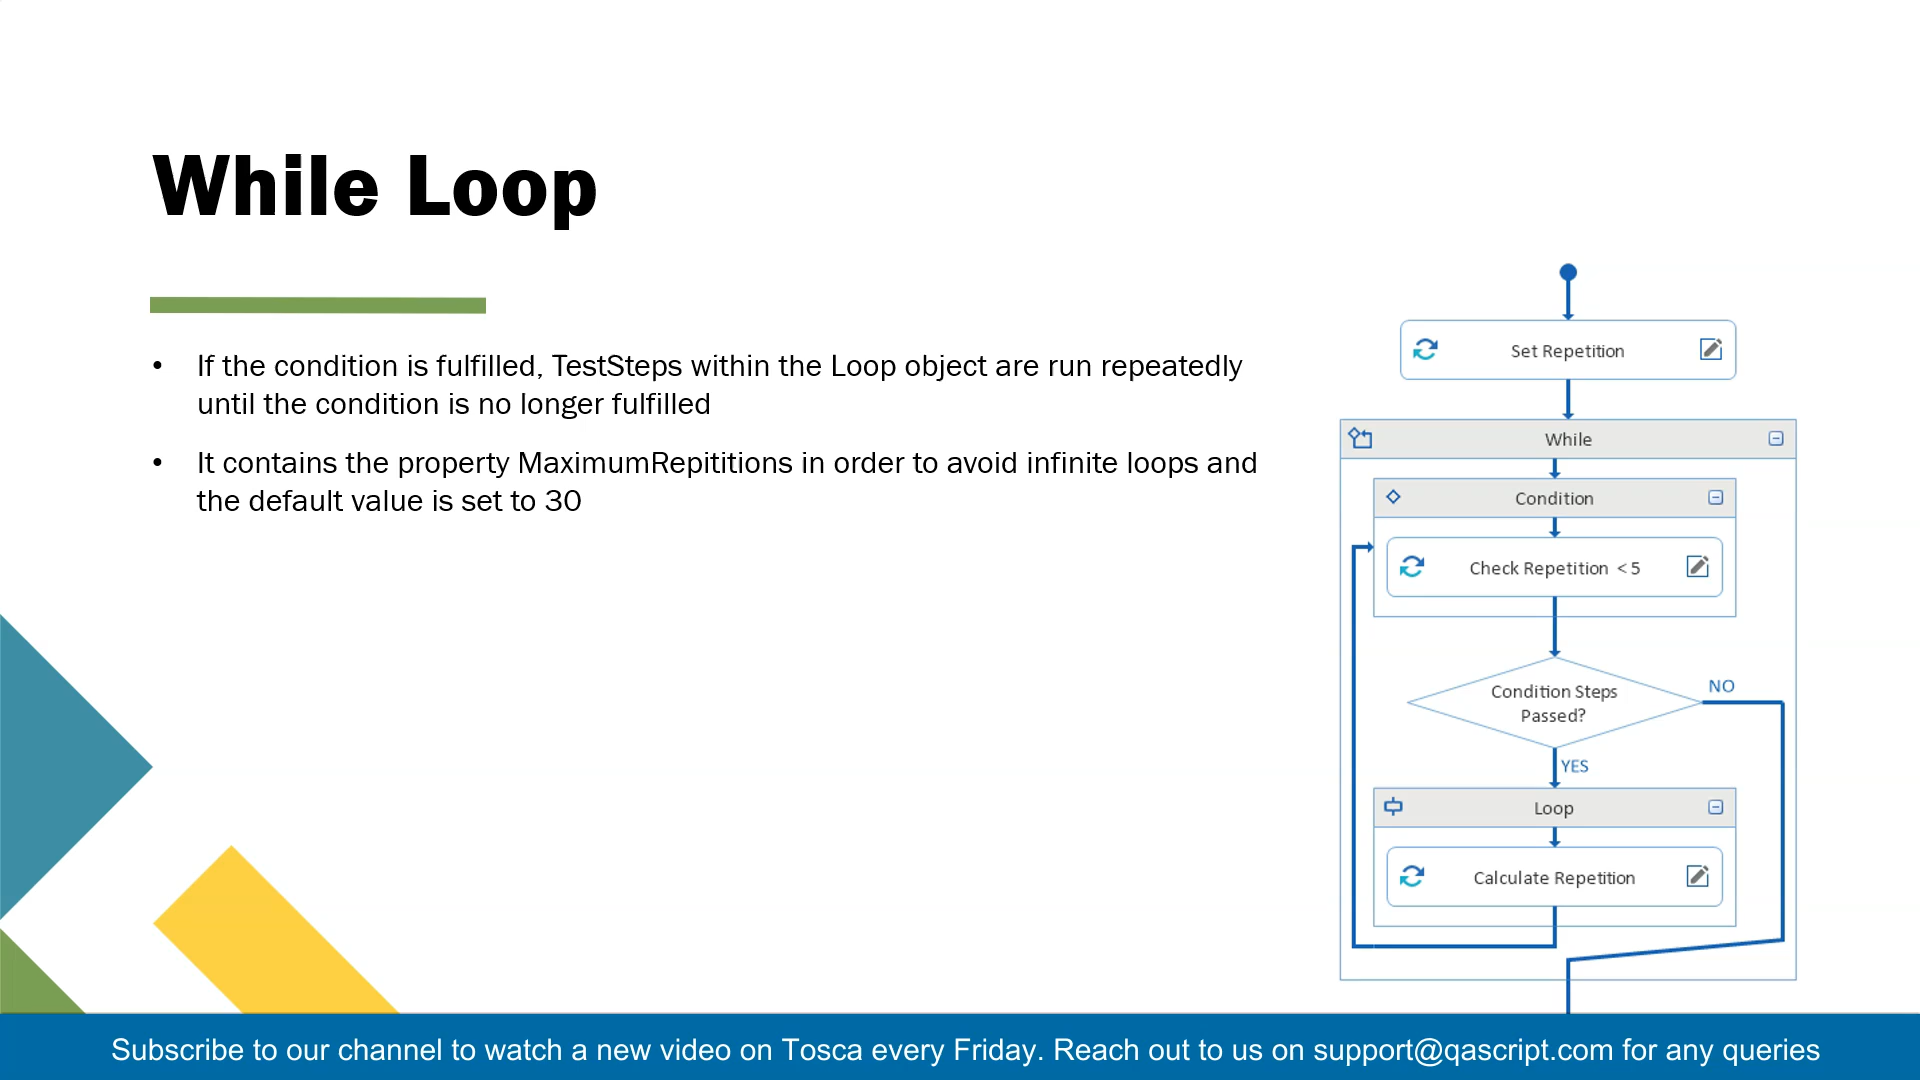 While Loop
• If the condition is fulfilled, TestSteps within the Loop object are run repeatedly
until the condition is no longer fulfilled
• It contains the property MaximumRepititions in order to avoid infinite loops and
the default value is set to 30
Set Repetition
While
Condition
Check Repetition < 5
Condition Steps
Passed?
NO
YES
Loop
Calculate Repetition
Subscribe to our channel to watch a new video on Tosca every Friday. Reach out to us on support@qascript.com for any queries